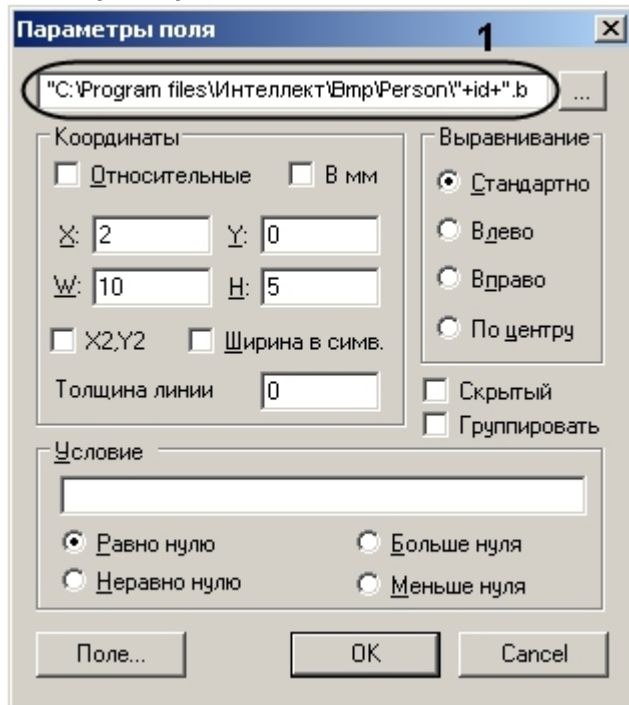 Параметры поля
1
"C:\Program files\Интеллект\Bmp\Person\"+id+".b
...
Координаты
Выравнивание
Относительные В мм
Стандартно
X: 2 Y: 0
Влево
W: 10 H: 5
Вправо
X2,Y2 Ширина в симв.
По центру
Толщина линии 0
Скрытый
Группировать
Условие
Равно нулю Больше нуля
Неравно нулю Меньше нуля
Поле... OK Cancel